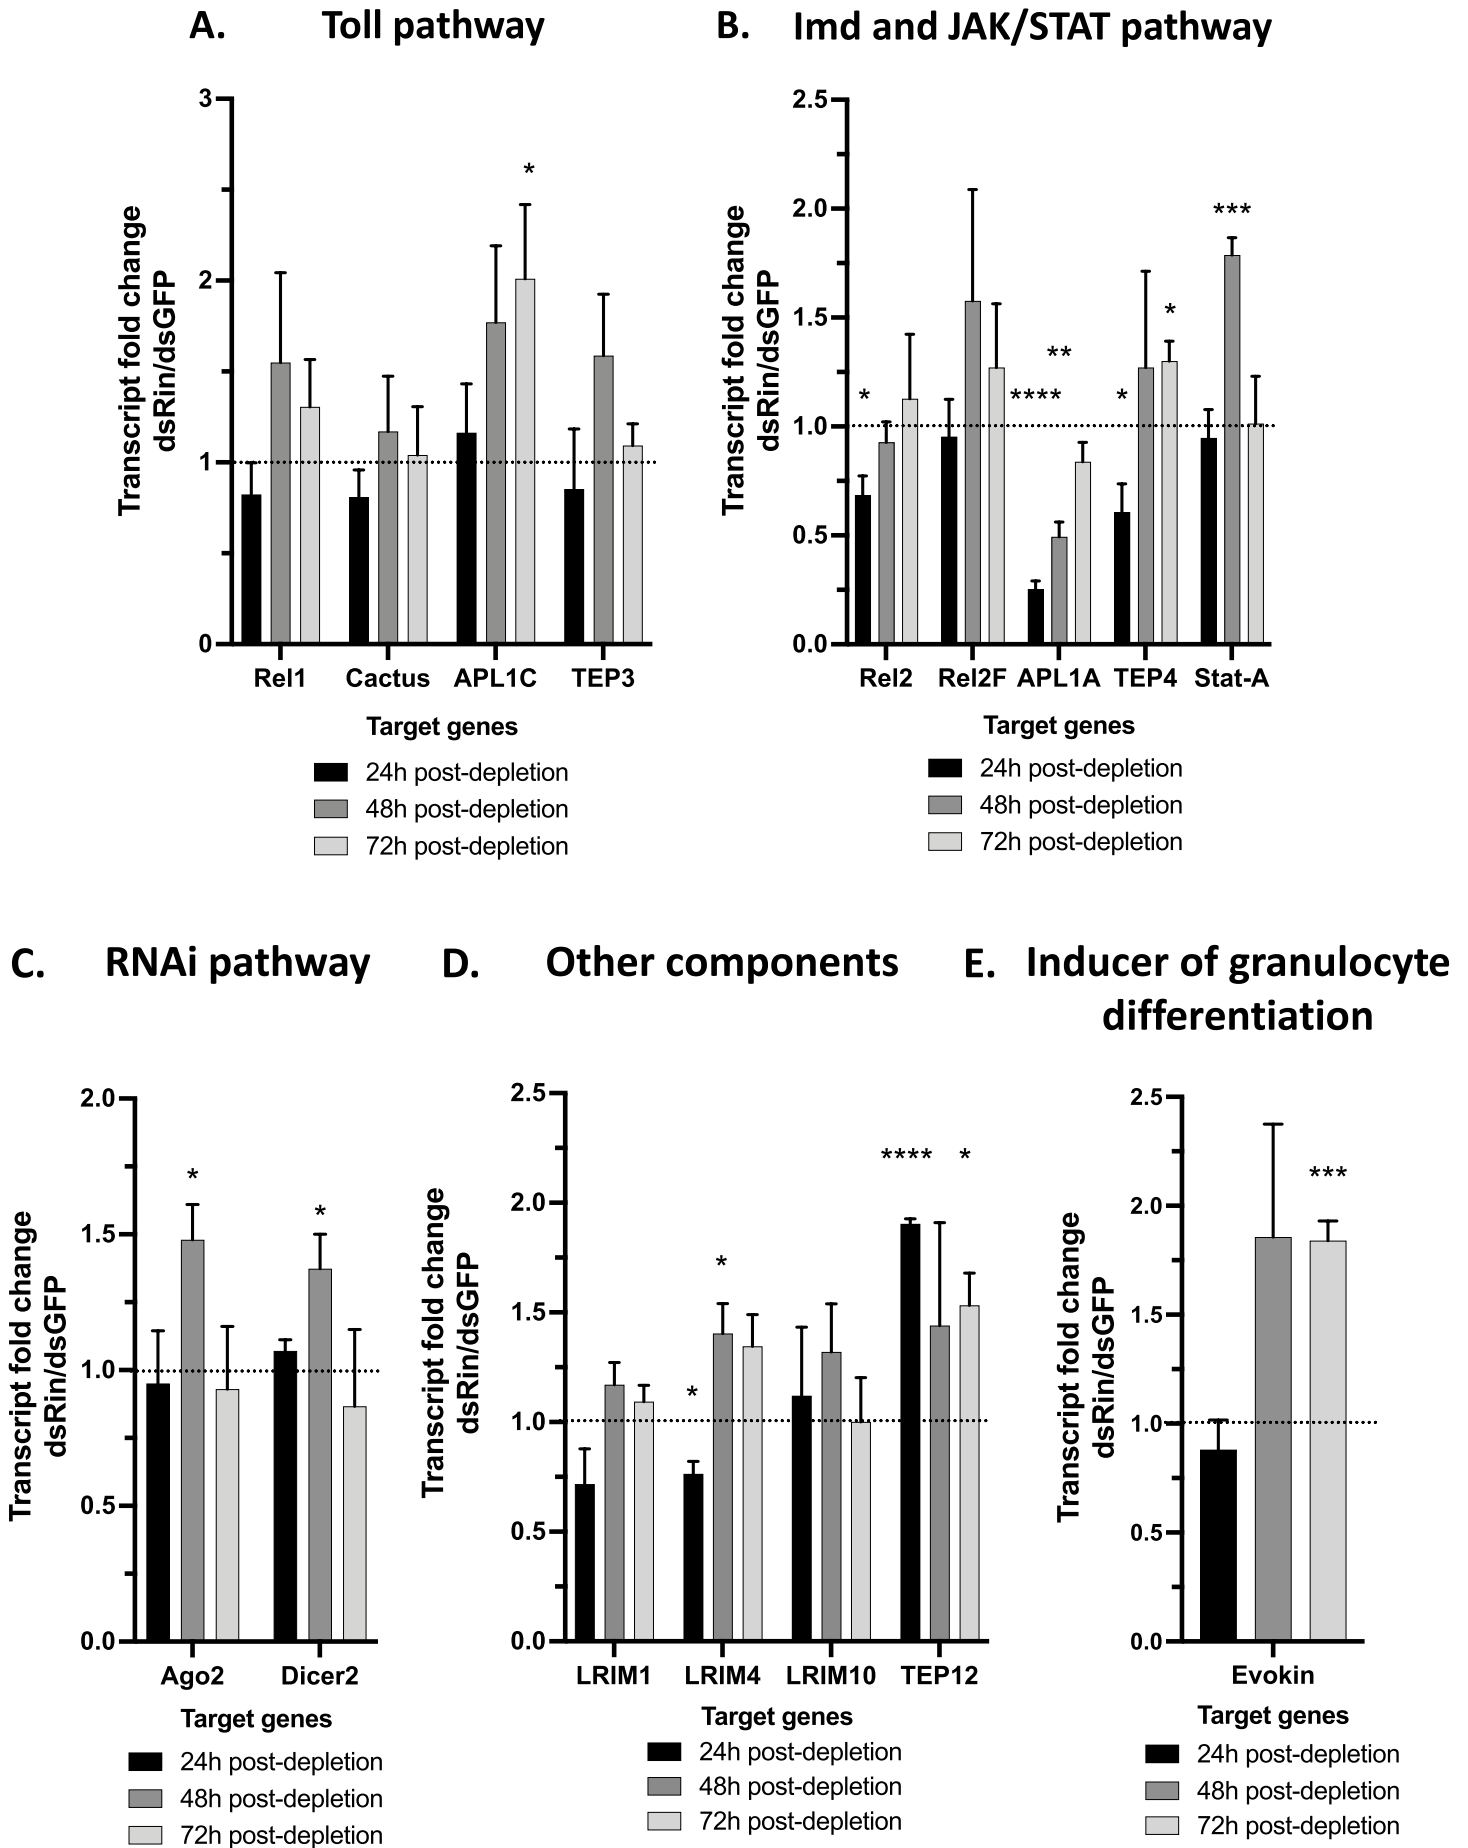 A. Toll pathway
Transcript fold change
dsRin/dsGFP
3
2
1
0
*
Rel1 Cactus APL1C TEP3
Target genes
24h post-depletion
48h post-depletion
72h post-depletion
B. Imd and JAK/STAT pathway
Transcript fold change
dsRin/dsGFP
2.5
2.0
1.5
1.0
0.5
0.0
* **** ** * * ***
Rel2 Rel2F APL1A TEP4 Stat-A
Target genes
24h post-depletion
48h post-depletion
72h post-depletion
C. RNAi pathway
Transcript fold change
dsRin/dsGFP
2.0
1.5
1.0
0.5
0.0
* *
Ago2 Dicer2
Target genes
24h post-depletion
48h post-depletion
72h post-depletion
D. Other components
Transcript fold change
dsRin/dsGFP
2.5
2.0
1.5
1.0
0.5
0.0
* * **** *
LRIM1 LRIM4 LRIM10 TEP12
Target genes
24h post-depletion
48h post-depletion
72h post-depletion
E. Inducer of granulocyte
differentiation
Transcript fold change
dsRin/dsGFP
2.5
2.0
1.5
1.0
0.5
0.0
***
Evokin
Target genes
24h post-depletion
48h post-depletion
72h post-depletion